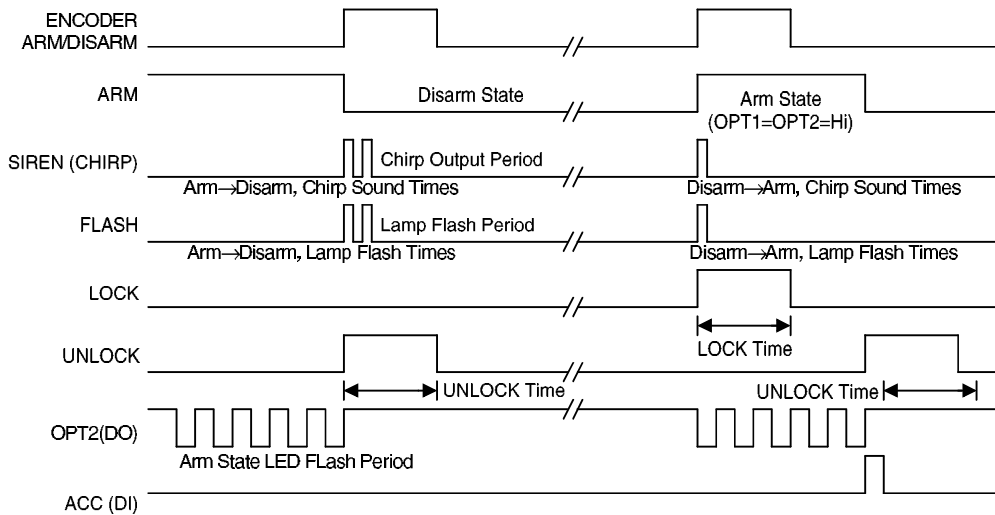 ENCODER
ARM/DISARM
ARM
Disarm State
Arm State
(OPT1=OPT2=Hi)
SIREN (CHIRP)
Chirp Output Period
Arm→Disarm, Chirp Sound Times
Disarm→Arm, Chirp Sound Times
FLASH
Lamp Flash Period
Arm→Disarm, Lamp Flash Times
Disarm→Arm, Lamp Flash Times
LOCK
LOCK Time
UNLOCK
UNLOCK Time
UNLOCK Time
OPT2(DO)
Arm State LED FLash Period
ACC (DI)